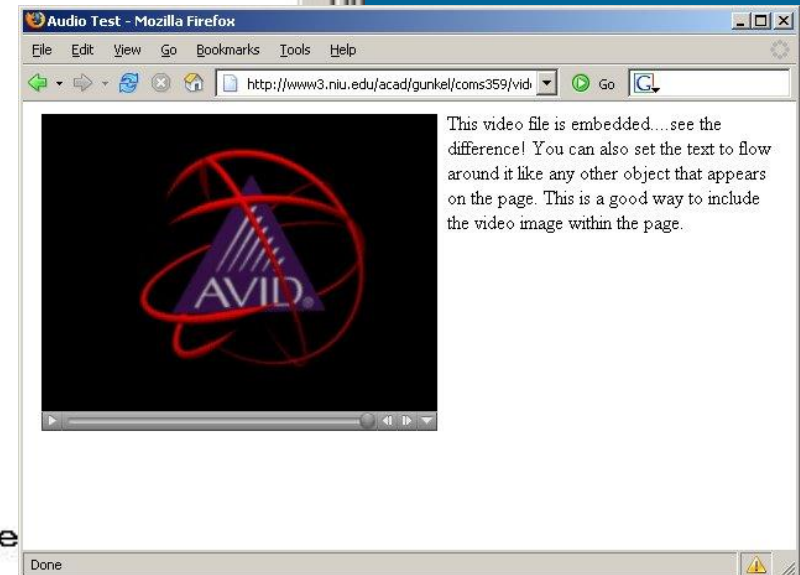 Audio Test - Mozilla Firefox
File Edit View Go Bookmarks Tools Help
http://www3.niu.edu/acad/gunkel/coms359/vid Go G
This video file is embedded....see the
difference! You can also set the text to flow
around it like any other object that appears
on the page. This is a good way to include
the video image within the page.
AVID®
e
Done